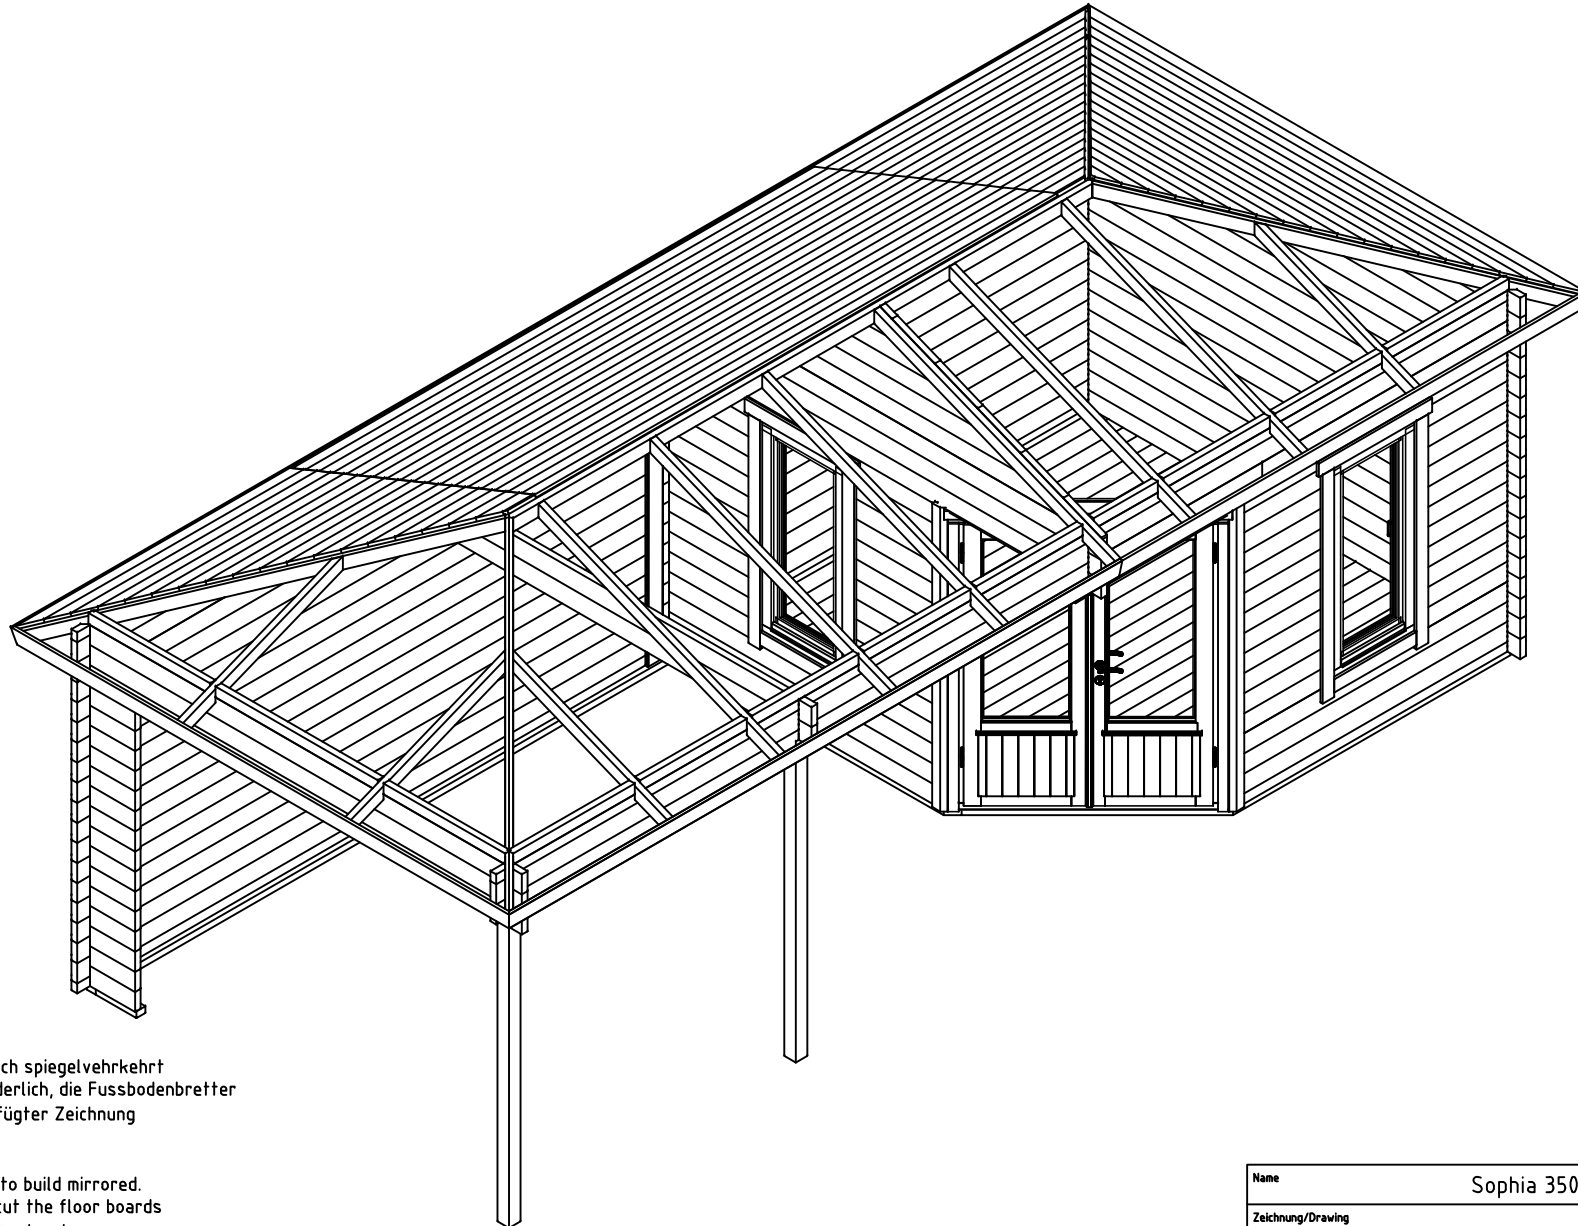 ch spiegelvehrkehrt
derlich, die Fussbodenbretter
fügter Zeichnung
to build mirrored.
cut the floor boards
Name
Sophia 350
Zeichnung/Drawing